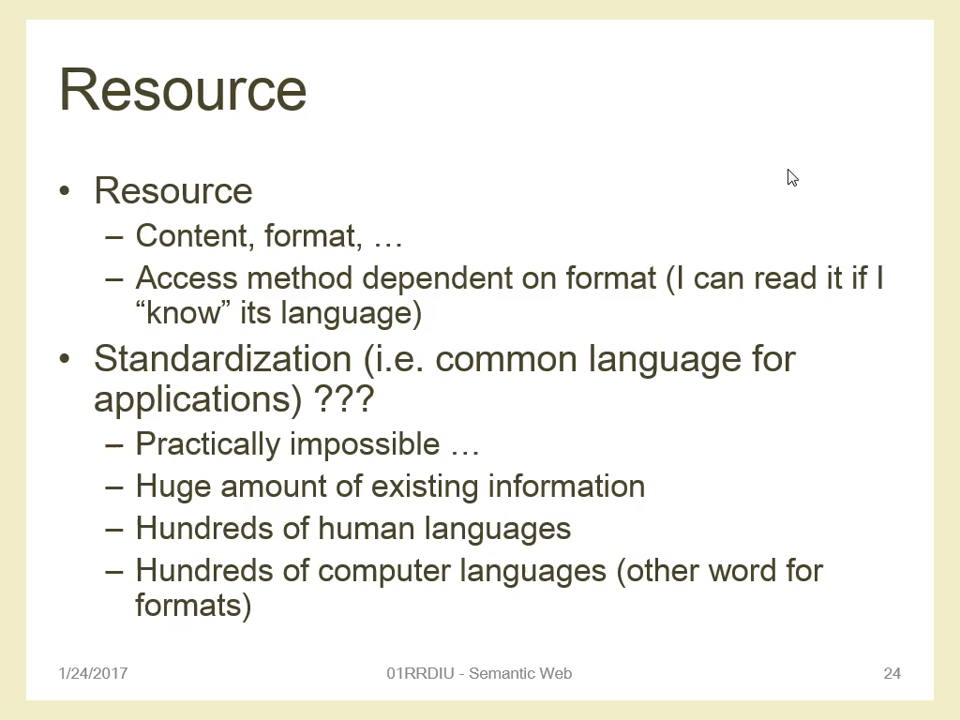 Resource
• Resource
– Content, format, …
– Access method dependent on format (I can read it if I
“know” its language)
• Standardization (i.e. common language for
applications) ???
– Practically impossible …
– Huge amount of existing information
– Hundreds of human languages
– Hundreds of computer languages (other word for
formats)
1/24/2017 01RRDIU - Semantic Web 24